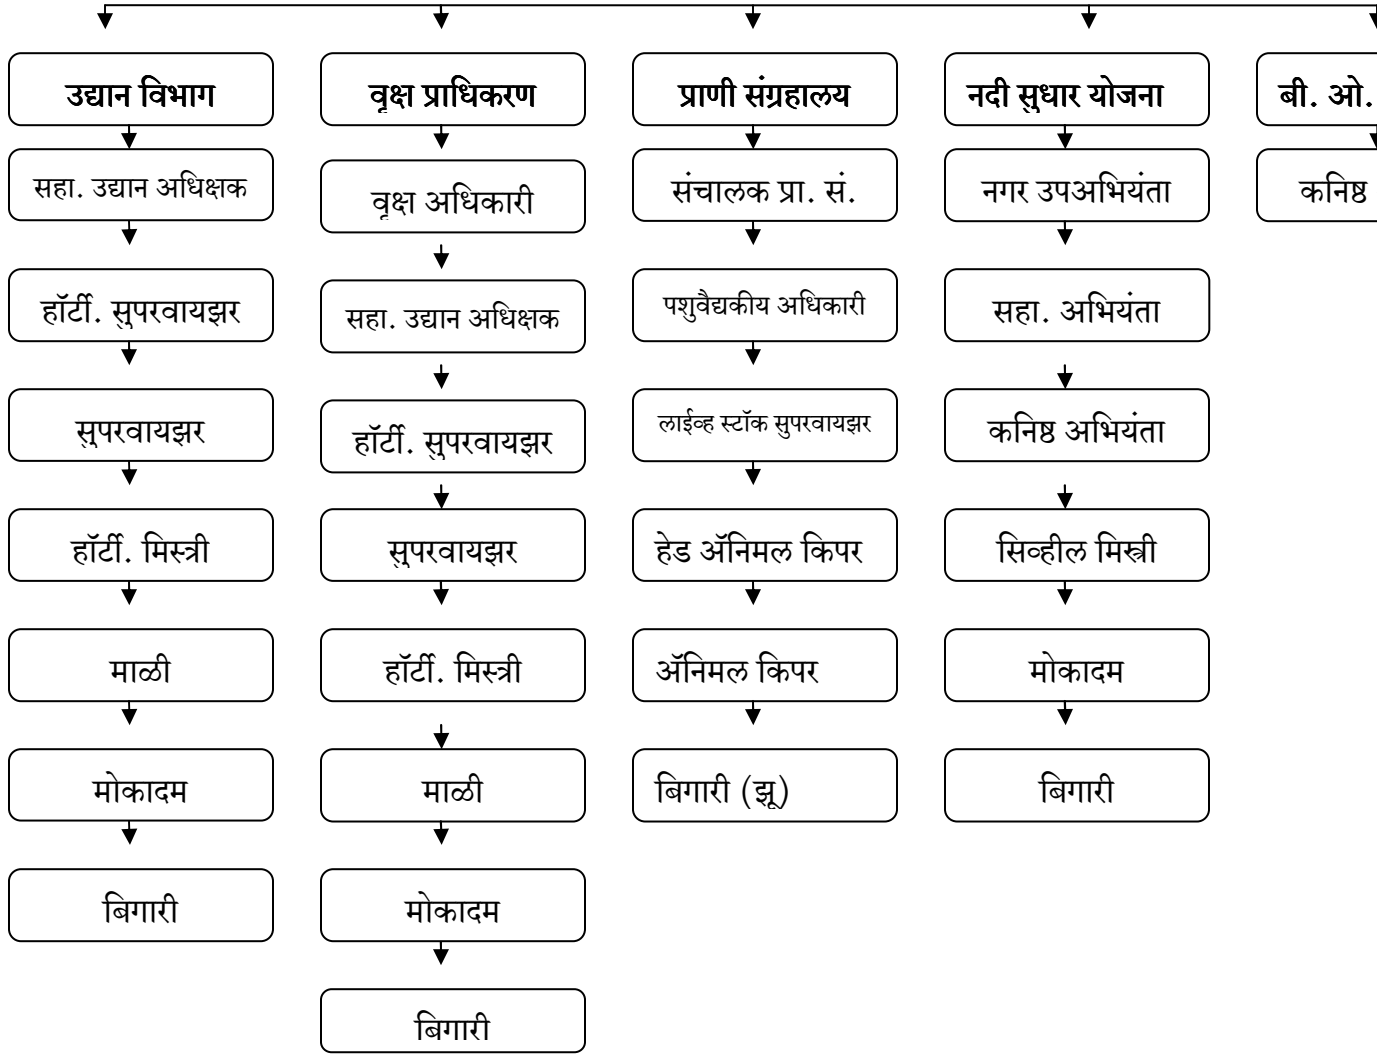 उद्यान विभाग
वृक्ष प्राधिकरण
प्राणी संग्रहालय
नदी सुधार योजना
बी. ओ.
सहा. उद्यान अधिक्षक
वृक्ष अधिकारी
संचालक प्रा. सं.
नगर उपअभियंता
कनिष्ठ
हॉर्टी. सुपरवायझर
सहा. उद्यान अधिक्षक
पशुवैद्यकीय अधिकारी
सहा. अभियंता
सुपरवायझर
हॉर्टी. सुपरवायझर
लाईव्ह स्टॉक सुपरवायझर
कनिष्ठ अभियंता
हॉर्टी. मिस्त्री
सुपरवायझर
हेड ॲनिमल किपर
सिव्हील मिस्त्री
माळी
हॉर्टी. मिस्त्री
ॲनिमल किपर
मोकादम
मोकादम
माळी
बिगारी (झू)
बिगारी
बिगारी
मोकादम
बिगारी